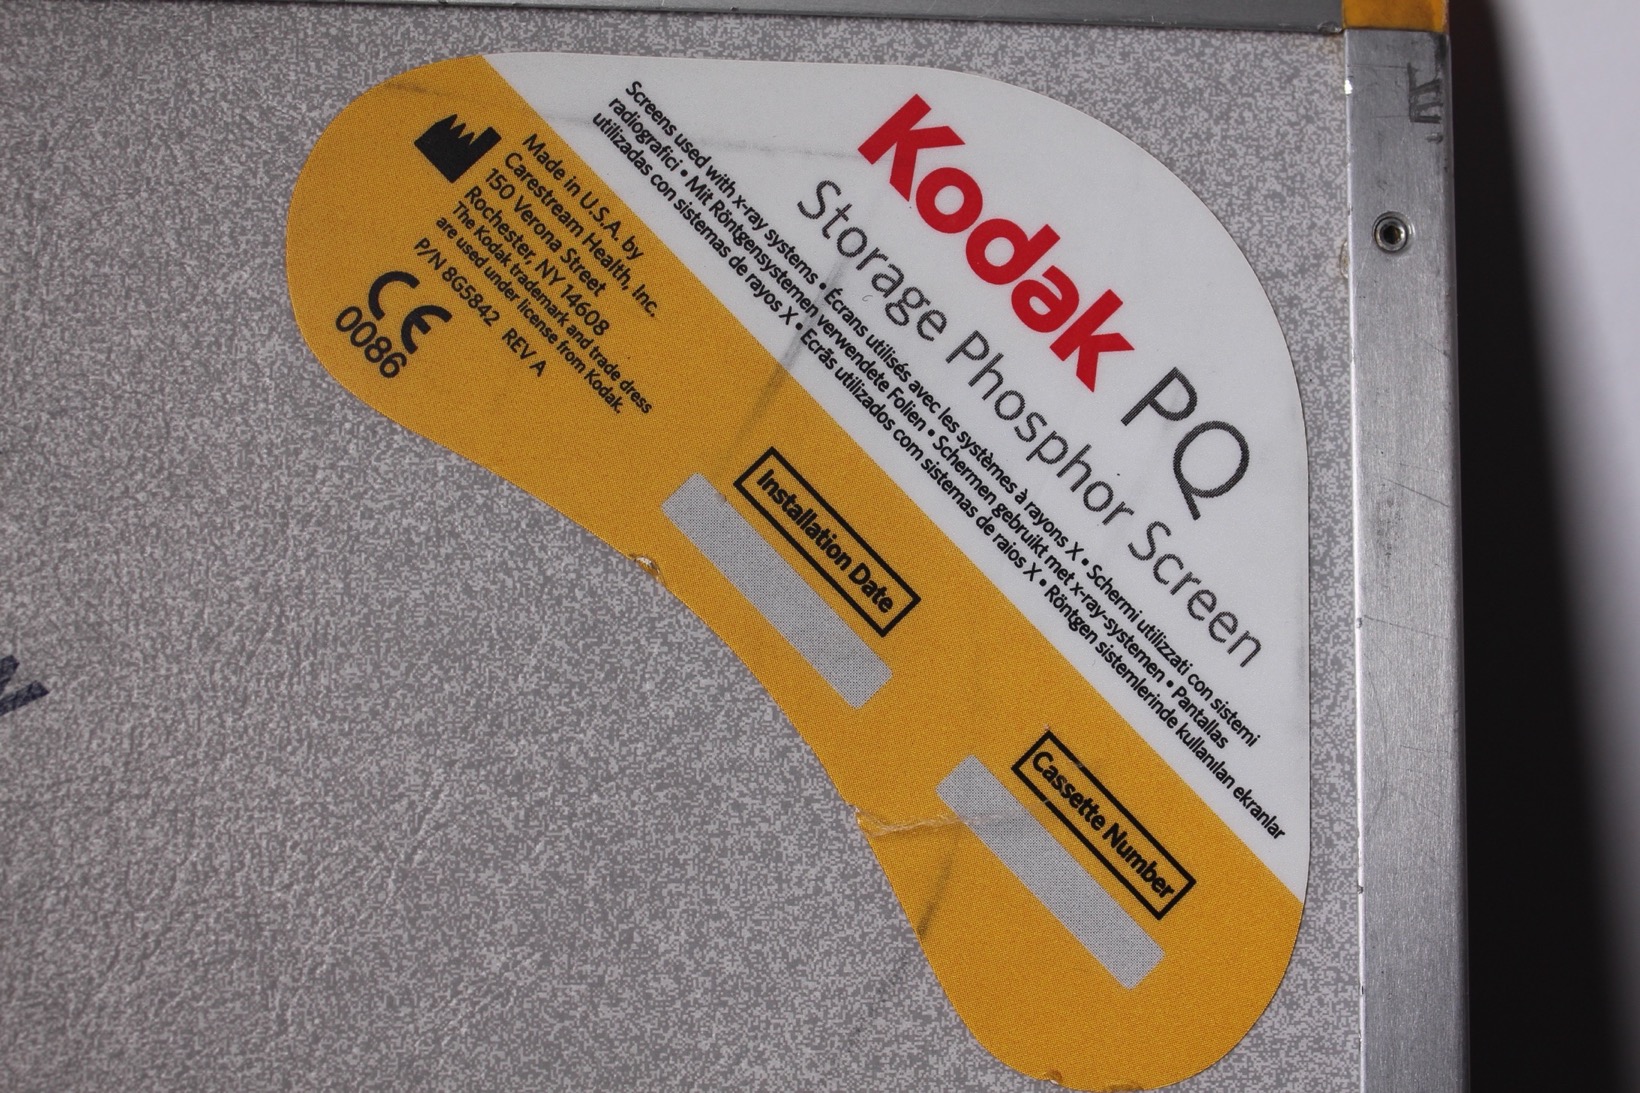 Kodak PQ
Storage Phosphor Screen
Screens used with x-ray systems • Écrans utilisés avec les systèmes à rayons X • Schermi utilizzati con sistemi
radiografici • Mit Röntgensystemen verwendete Folien • Schermen gebruikt met x-ray-systemen • Pantallas
utilizadas con sistemas de rayos X • Ecrãs utilizados com sistemas de raios X • Röntgen sistemlerinde kullanılan ekranlar
Made in U.S.A. by
Carestream Health, Inc.
150 Verona Street
Rochester, NY 14608
The Kodak trademark and trade dress
are used under license from Kodak.
P/N 8G5842 REV A
CE
0086
Installation Date
Cassette Number